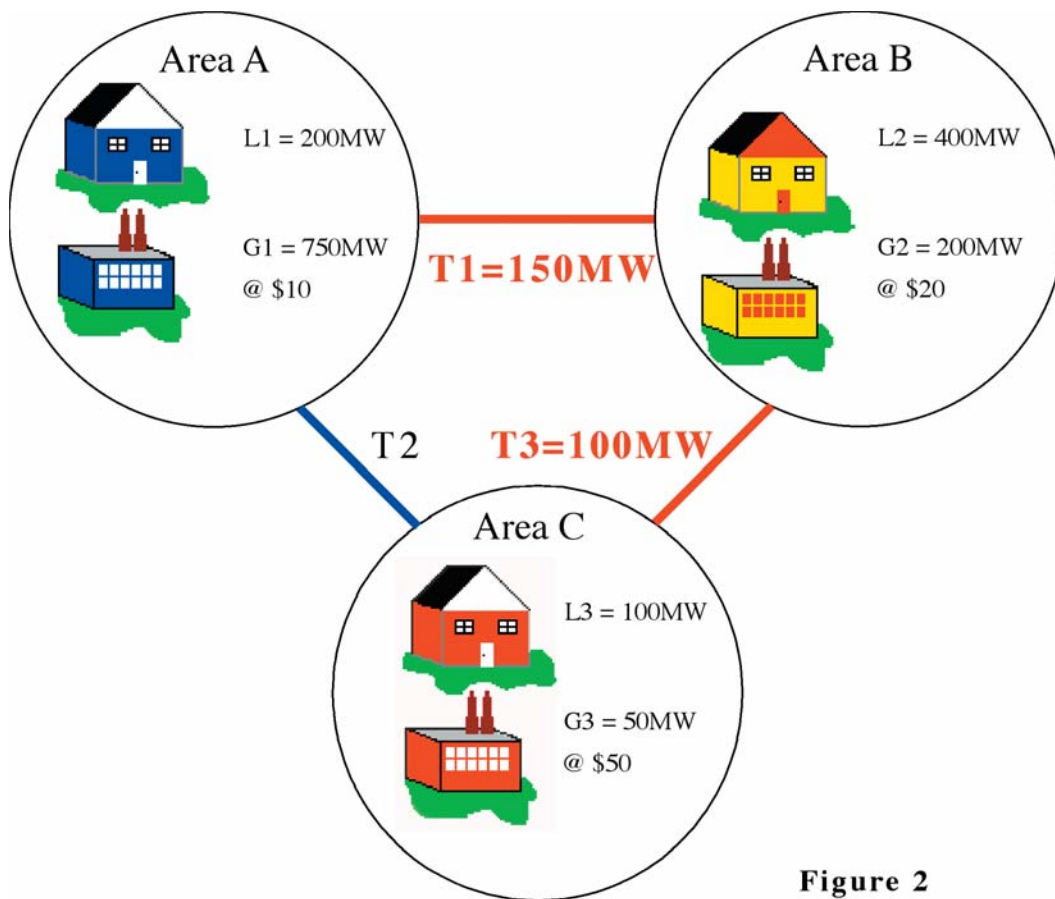 Area A
L1 = 200MW
G1 = 750MW
@ $10
Area B
L2 = 400MW
G2 = 200MW
@ $20
T1=150MW
T2
T3=100MW
Area C
L3 = 100MW
G3 = 50MW
@ $50
Figure 2